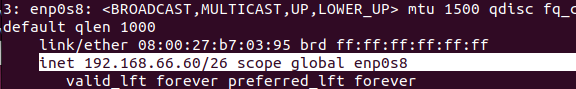 3: enp0s8: <BROADCAST,MULTICAST,UP,LOWER_UP> mtu 1500 qdisc fq_c
default qlen 1000
link/ether 08:00:27:b7:03:95 brd ff:ff:ff:ff:ff:ff
inet 192.168.66.60/26 scope global enp0s8
valid_lft forever preferred_lft forever